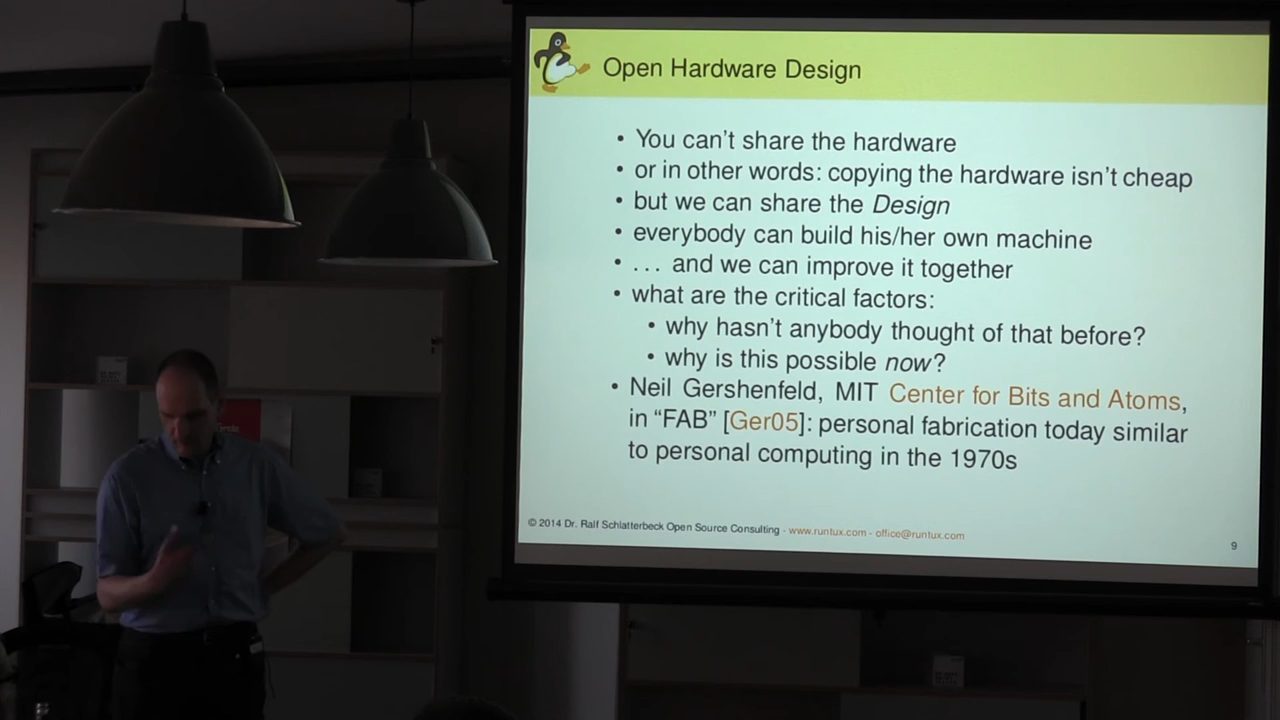 Open Hardware Design
• You can't share the hardware
• or in other words: copying the hardware isn't cheap
• but we can share the Design
• everybody can build his/her own machine
• ... and we can improve it together
• what are the critical factors:
• why hasn't anybody thought of that before?
• why is this possible now?
• Neil Gershenfeld, MIT Center for Bits and Atoms,
in “FAB” [Ger05]: personal fabrication today similar
to personal computing in the 1970s
© 2014 Dr. Ralf Schlatterbeck Open Source Consulting · www.runtux.com · office@runtux.com
9